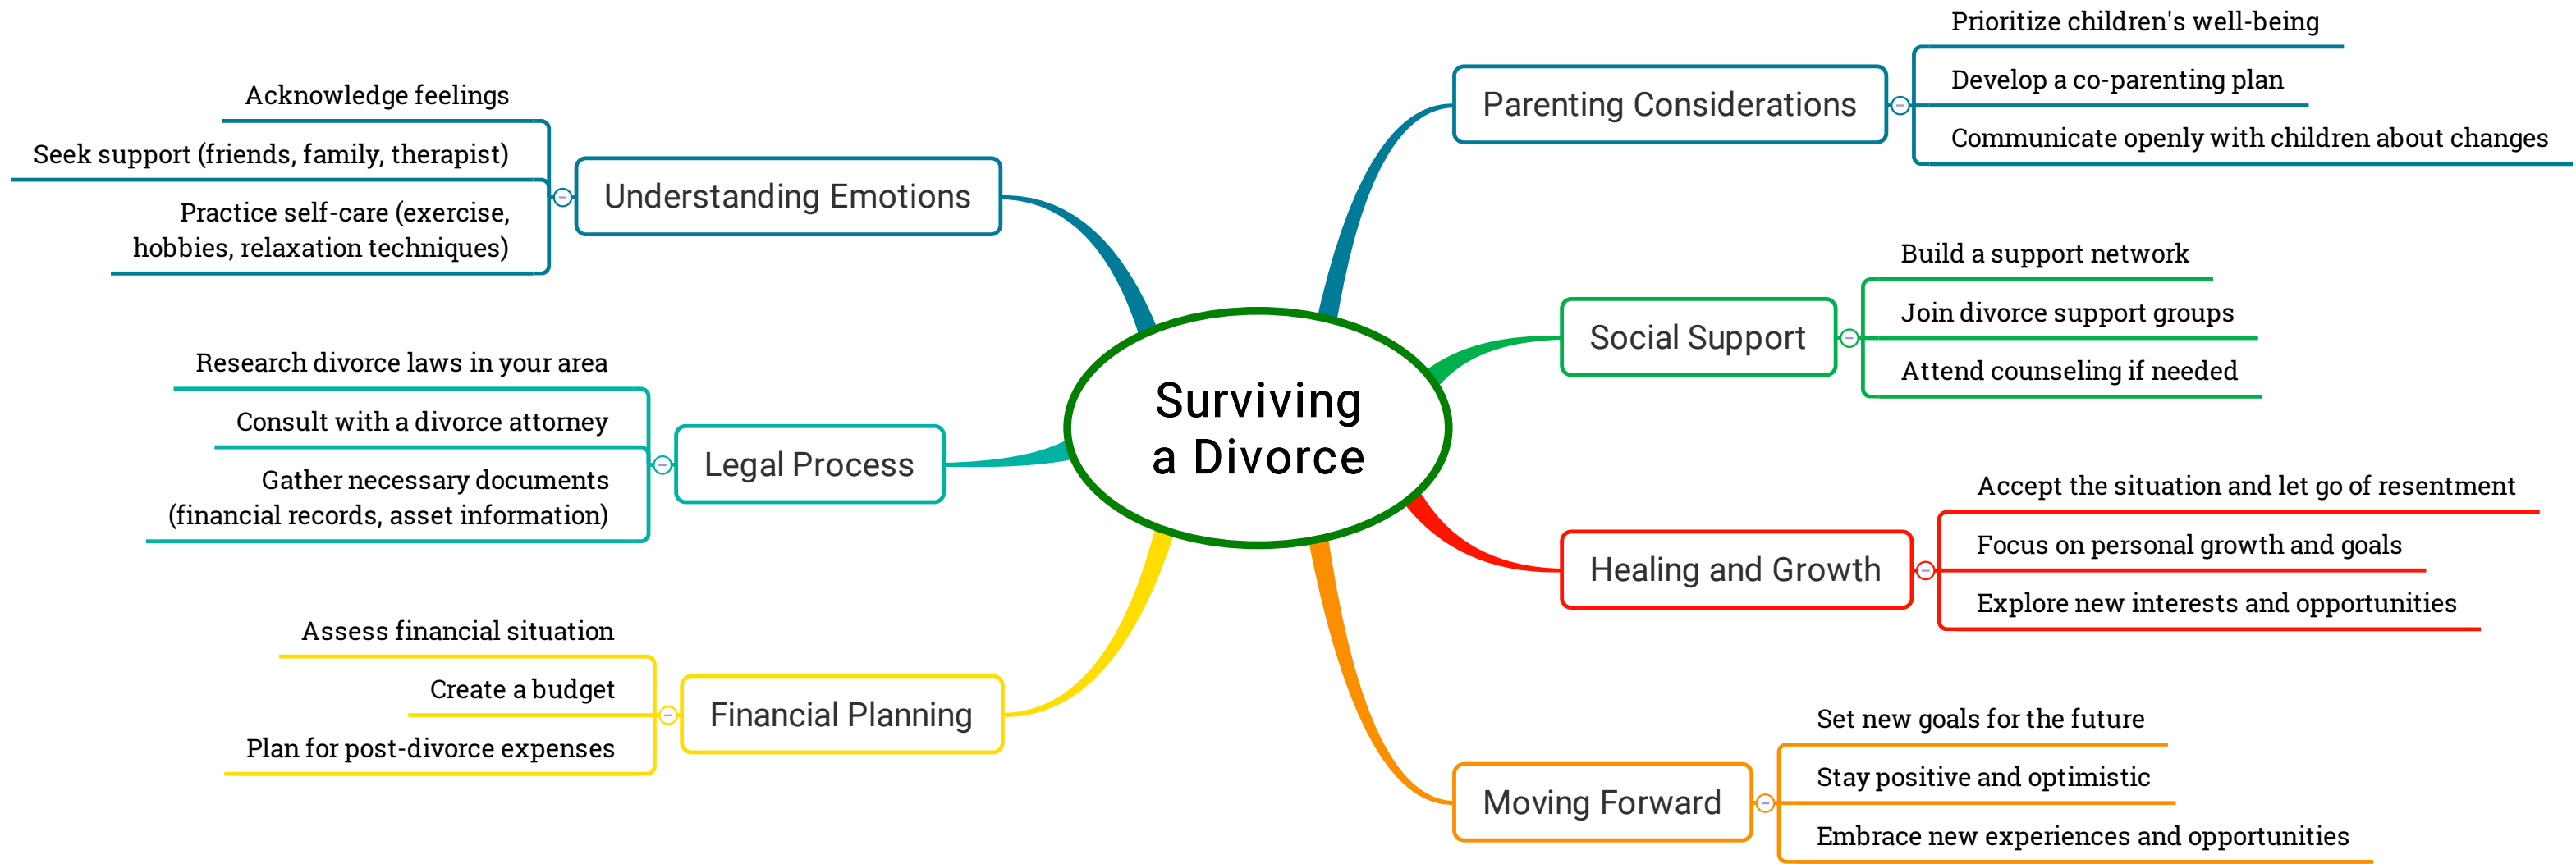 Surviving
a Divorce
Understanding Emotions
Acknowledge feelings
Seek support (friends, family, therapist)
Practice self-care (exercise,
hobbies, relaxation techniques)
Legal Process
Research divorce laws in your area
Consult with a divorce attorney
Gather necessary documents
(financial records, asset information)
Financial Planning
Assess financial situation
Create a budget
Plan for post-divorce expenses
Parenting Considerations
Prioritize children's well-being
Develop a co-parenting plan
Communicate openly with children about changes
Social Support
Build a support network
Join divorce support groups
Attend counseling if needed
Healing and Growth
Accept the situation and let go of resentment
Focus on personal growth and goals
Explore new interests and opportunities
Moving Forward
Set new goals for the future
Stay positive and optimistic
Embrace new experiences and opportunities